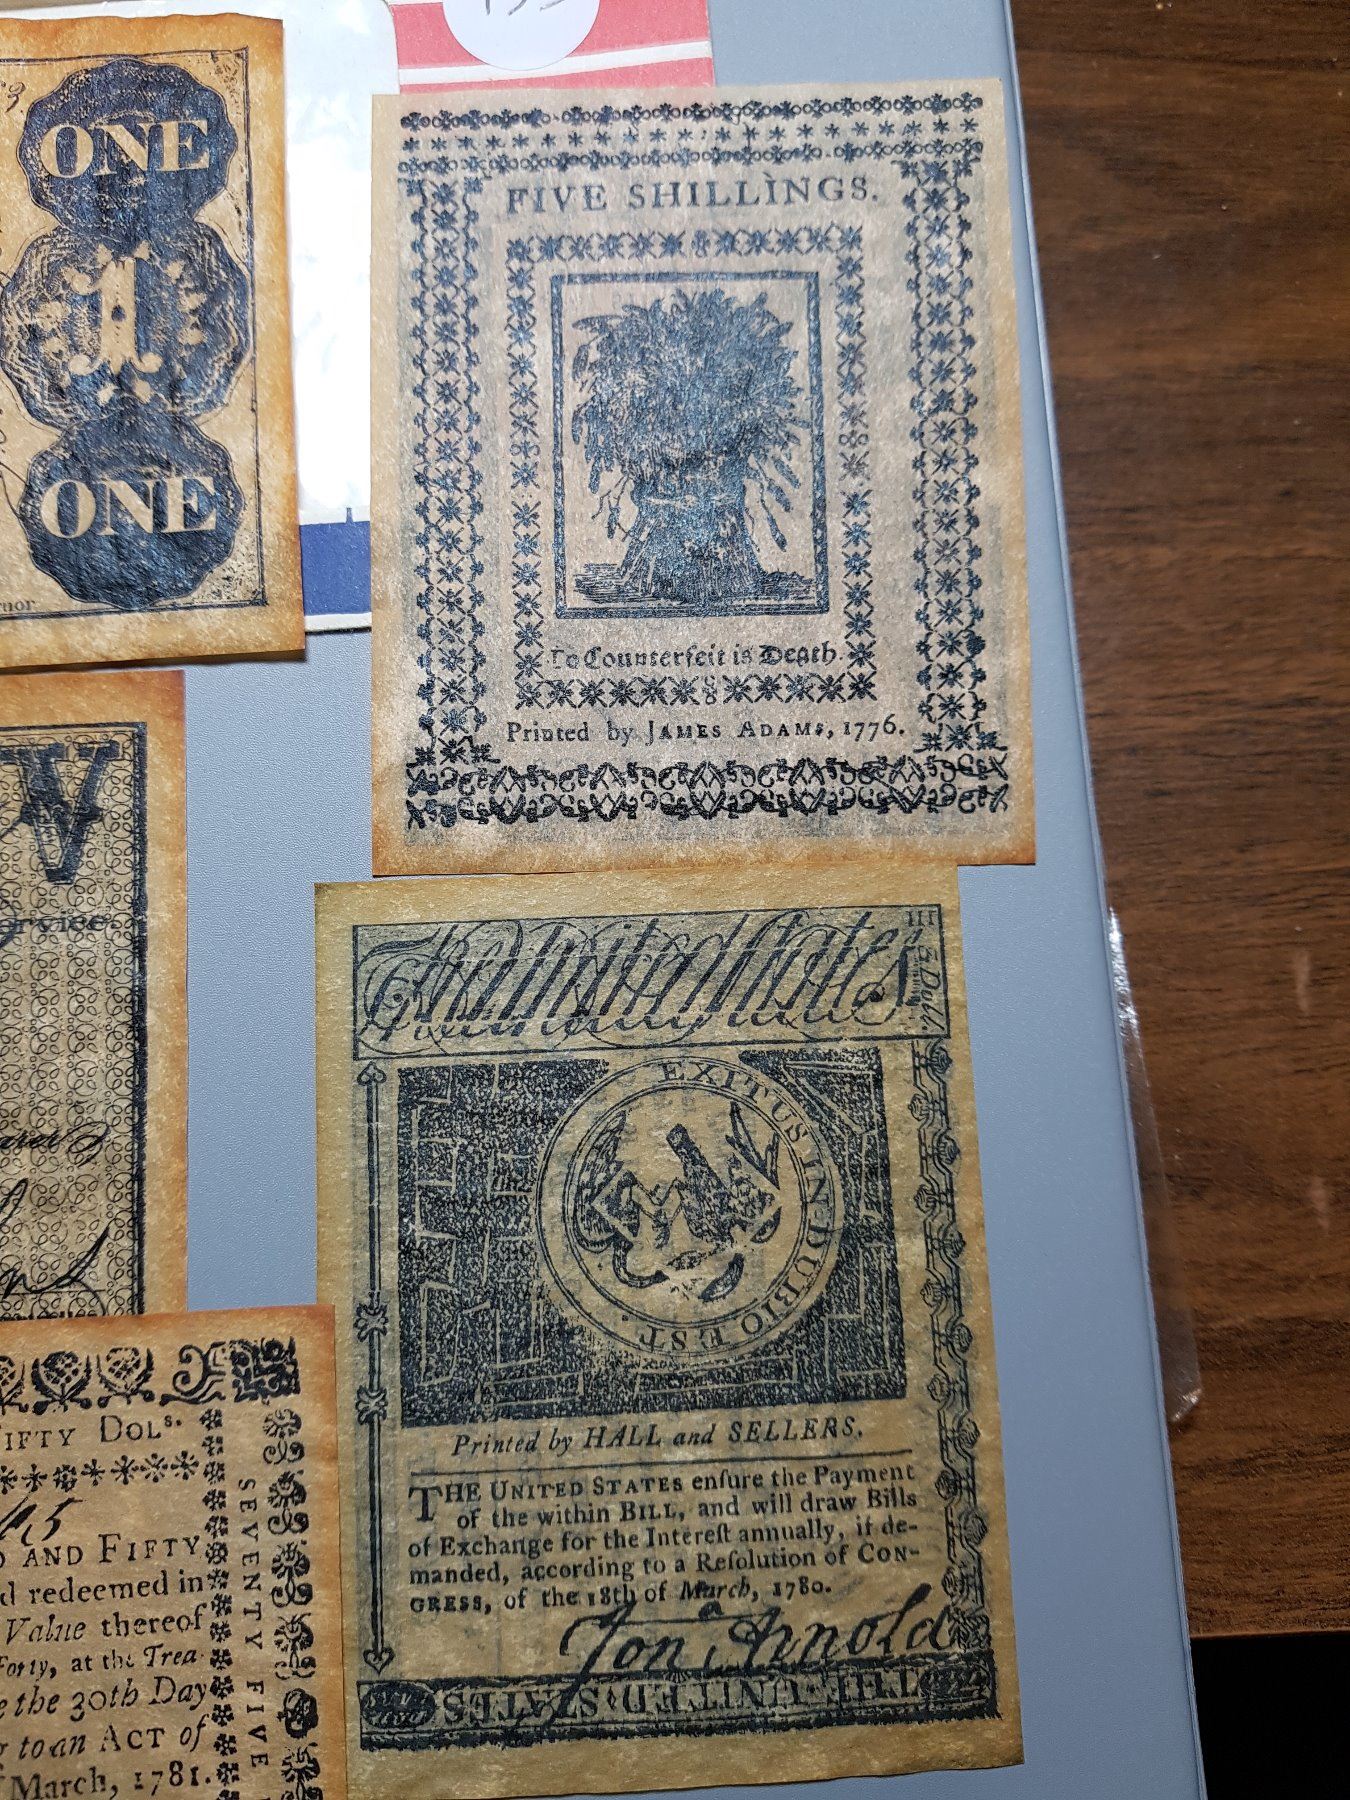 ONE
1
ONE
FIVE SHILLINGS.
To Counterfeit is Death.
Printed by JAMES ADAMS, 1776.
V
ervice
The United States
III
EXITUS IN DUBIO EST.
Printed by HALL and SELLERS.
THE UNITED STATES enſure the Payment
of the within BILL, and will draw Bills
of Exchange for the Intereſt annually, if de-
manded, according to a Reſolution of CON-
GRESS, of the 18th of March, 1780.
Jon Arnold
THE UNITED STATES
IFTY DOLs.
AND FIFTY
d redeemed in
Value thereof
Forty, at the Trea
e the 30th Day
to an ACT of
March, 1781.
SEVENTY FIVE